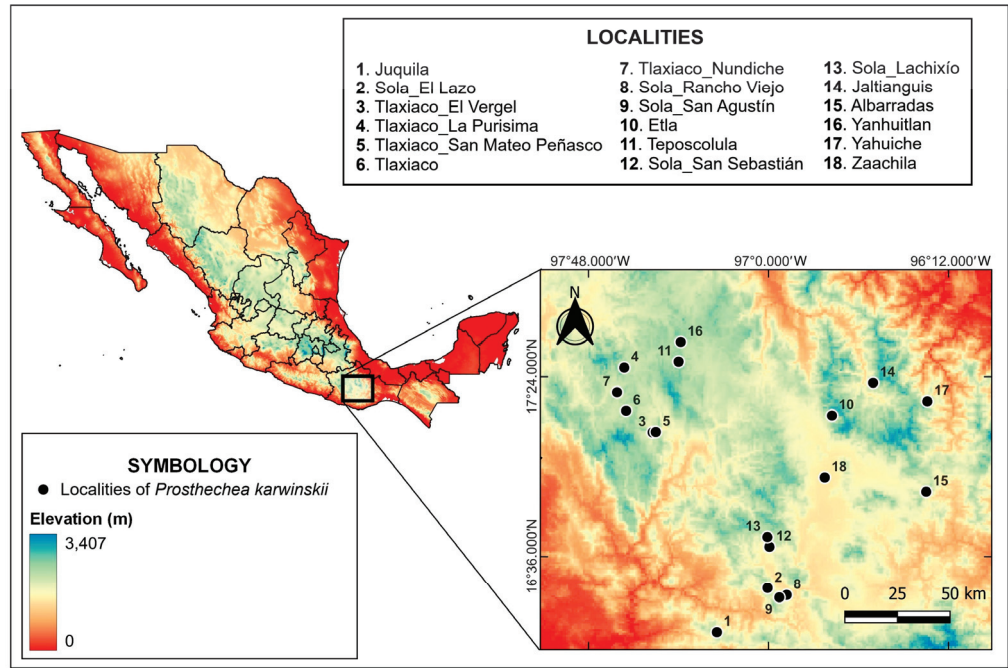 LOCALITIES
1. Juquila
2. Sola_El Lazo
3. Tlaxiaco_El Vergel
4. Tlaxiaco_La Purisima
5. Tlaxiaco_San Mateo Peñasco
6. Tlaxiaco
7. Tlaxiaco_Nundiche
8. Sola_Rancho Viejo
9. Sola_San Agustín
10. Etla
11. Teposcolula
12. Sola_San Sebastián
13. Sola_Lachixío
14. Jaltianguis
15. Albarradas
16. Yanhuitlan
17. Yahuiche
18. Zaachila
97°48.000'W 97°0.000'W 96°12.000'W
N
17°24.000'N
16°36.000'N
16
11
4
7
6
3 5
14
17
10
18
15
13
12
2
8
9
1
0 25 50 km
SYMBOLOGY
Localities of Prosthechea karwinskii
Elevation (m)
3,407
0